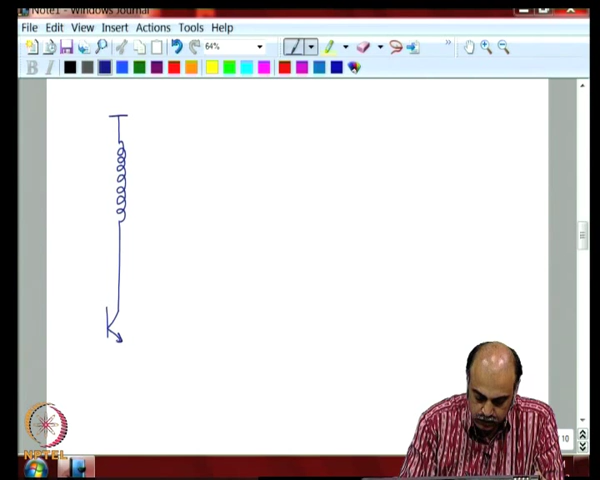 Note1 - Windows Journal
File Edit View Insert Actions Tools Help
64%
B I
10
NPTEL